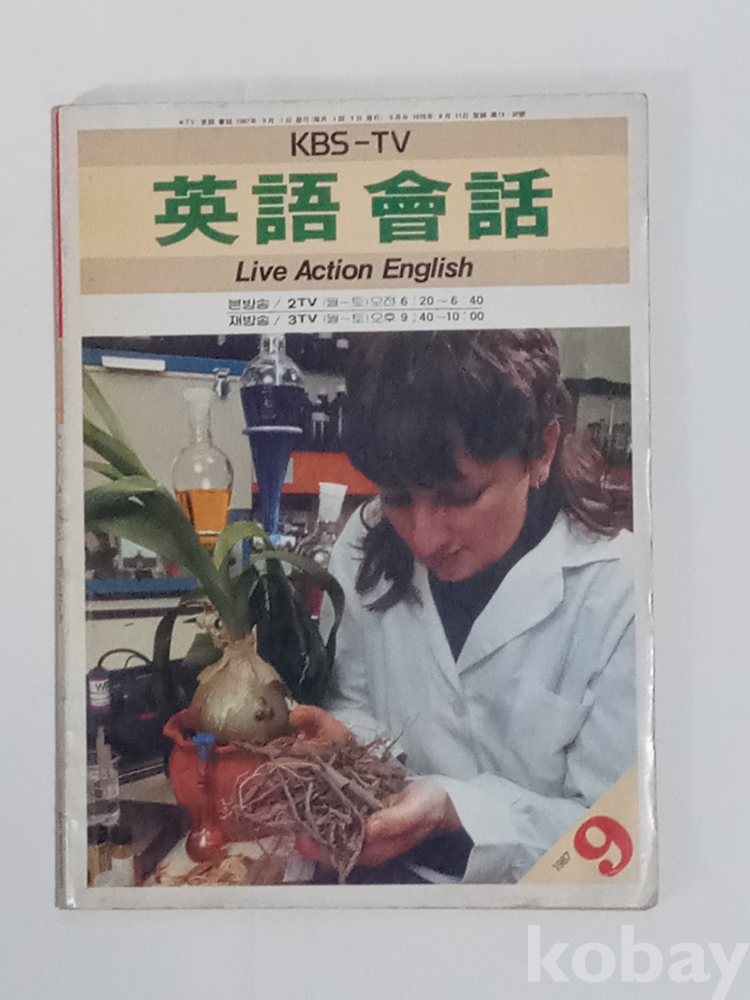 KBS-TV
英語會話
Live Action English
본방송 / 2TV (월~토) 오전 6 : 20~6 : 40
재방송 / 3TV (월~토) 오후 9 : 40~10 : 00
1987
9
kobay